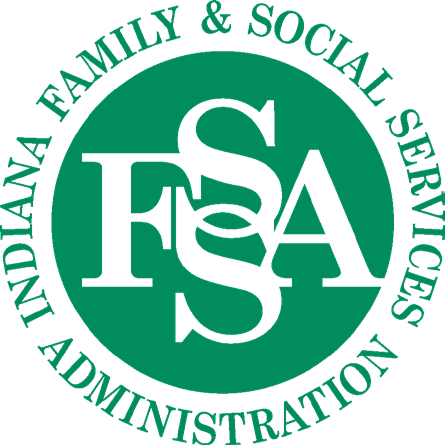 INDIANA FAMILY & SOCIAL SERVICES ADMINISTRATION
FSSA